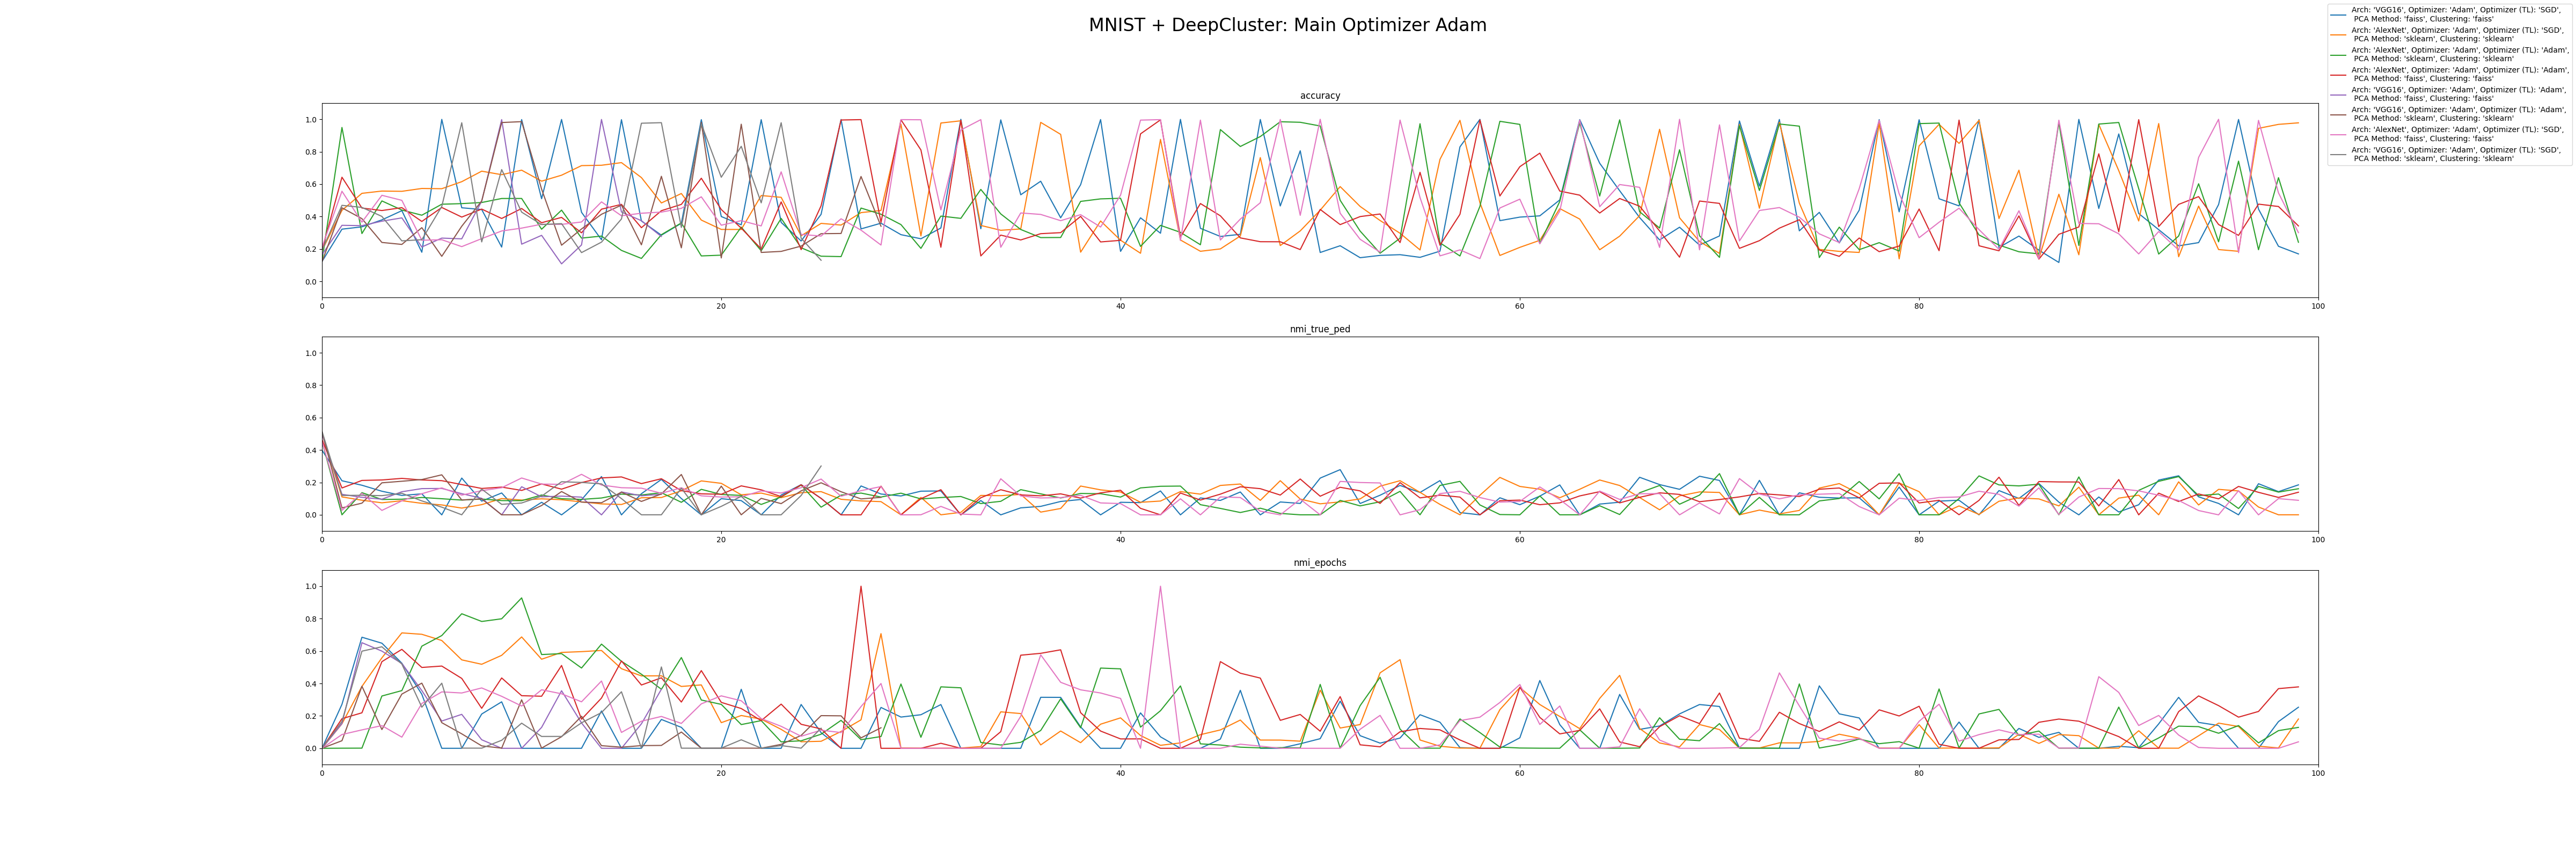 MNIST + DeepCluster: Main Optimizer Adam
Arch: 'VGG16', Optimizer: 'Adam', Optimizer (TL): 'SGD',
PCA Method: 'faiss', Clustering: 'faiss'
Arch: 'AlexNet', Optimizer: 'Adam', Optimizer (TL): 'SGD',
PCA Method: 'sklearn', Clustering: 'sklearn'
Arch: 'AlexNet', Optimizer: 'Adam', Optimizer (TL): 'Adam',
PCA Method: 'sklearn', Clustering: 'sklearn'
Arch: 'AlexNet', Optimizer: 'Adam', Optimizer (TL): 'Adam',
PCA Method: 'faiss', Clustering: 'faiss'
Arch: 'VGG16', Optimizer: 'Adam', Optimizer (TL): 'Adam',
PCA Method: 'faiss', Clustering: 'faiss'
Arch: 'VGG16', Optimizer: 'Adam', Optimizer (TL): 'Adam',
PCA Method: 'sklearn', Clustering: 'sklearn'
Arch: 'AlexNet', Optimizer: 'Adam', Optimizer (TL): 'SGD',
PCA Method: 'faiss', Clustering: 'faiss'
Arch: 'VGG16', Optimizer: 'Adam', Optimizer (TL): 'SGD',
PCA Method: 'sklearn', Clustering: 'sklearn'
accuracy
1.0
0.8
0.6
0.4
0.2
0.0
0 20 40 60 80 100
nmi_true_ped
1.0
0.8
0.6
0.4
0.2
0.0
0 20 40 60 80 100
nmi_epochs
1.0
0.8
0.6
0.4
0.2
0.0
0 20 40 60 80 100